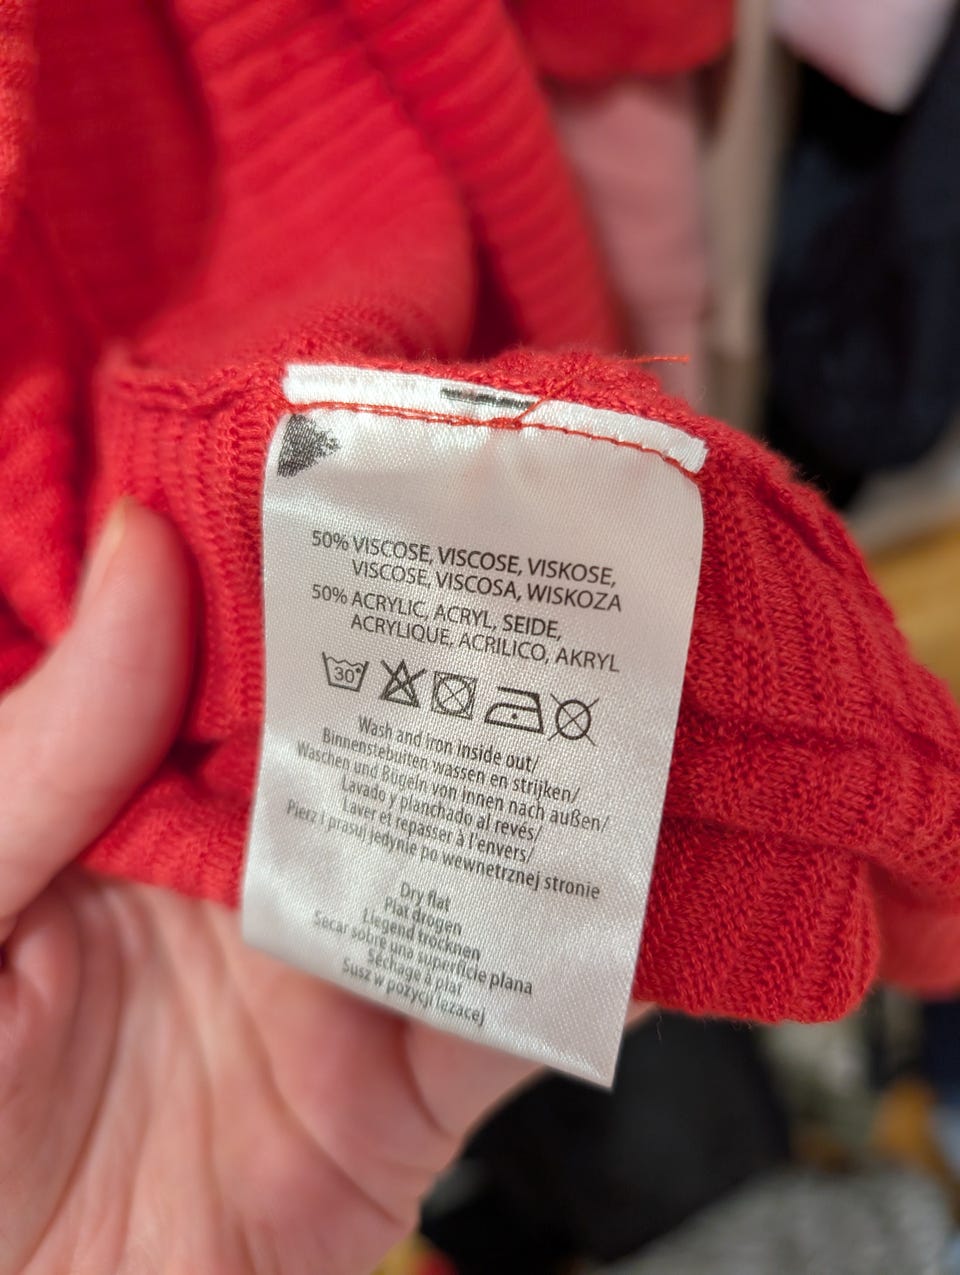 50% VISCOSE, VISCOSE, VISKOSE,
VISCOSE, VISCOSA, WISKOZA
50% ACRYLIC, ACRYL, SEIDE,
ACRYLIQUE, ACRILICO, AKRYL
30°
Wash and iron inside out/
Binnenstebuiten wassen en strijken/
Waschen und Bügeln von innen nach außen/
Lavado y planchado al revés/
Laver et repasser à l'envers/
Pierz i prasuj jedynie po wewnetrznej stronie
Dry flat
Plat drogen
Liegend trocknen
Secar sobre una superficie plana
Séchage à plat
Susz w pozycji lezacej